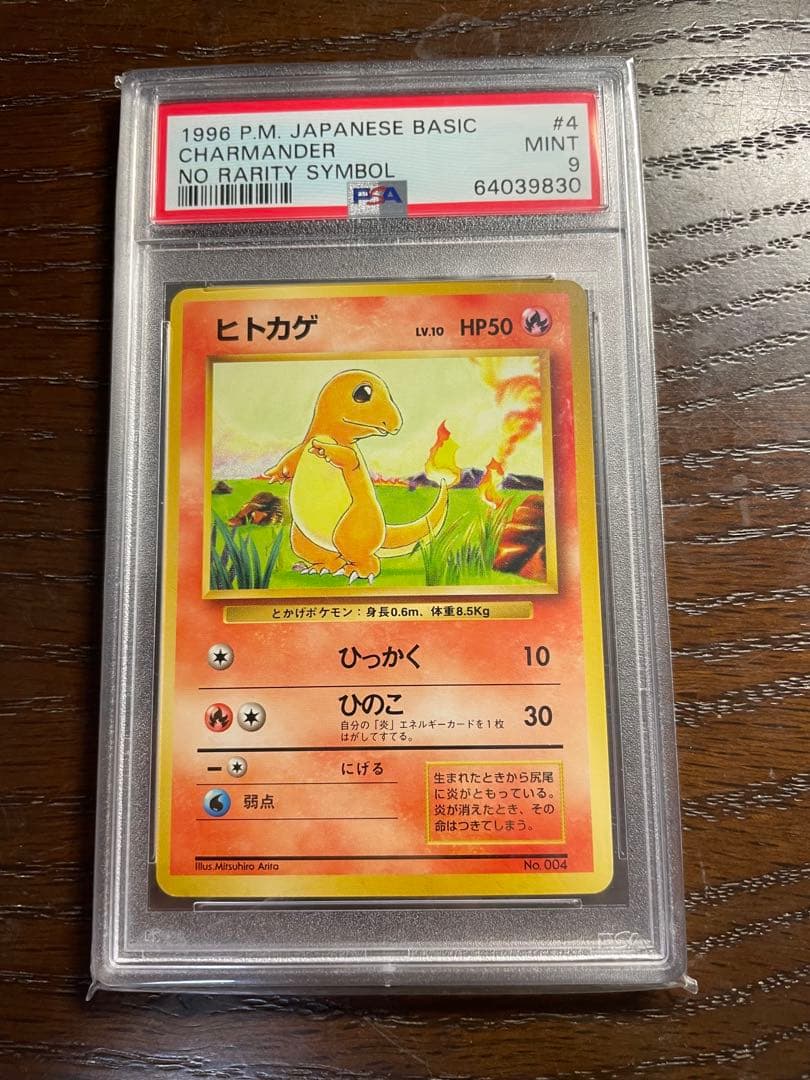 1996 P.M. JAPANESE BASIC #4
CHARMANDER MINT
NO RARITY SYMBOL 9
PSA 64039830
ヒトカゲ LV.10 HP50
とかげポケモン：身長0.6m、体重8.5Kg
ひっかく 10
ひのこ 30
自分の「炎」エネルギーカードを1枚
はがしてすてる。
にげる
弱点
生まれたときから尻尾
に炎がともっている。
炎が消えたとき、その
命はつきてしまう。
Illus.Mitsuhiro Arita No.004
PSA